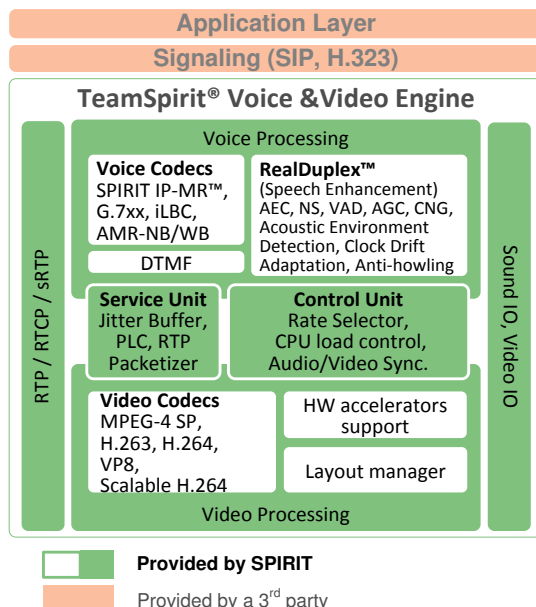 Application Layer
Signaling (SIP, H.323)
TeamSpirit® Voice &Video Engine
RTP / RTCP / sRTP
Voice Processing
Voice Codecs
SPIRIT IP-MR™,
G.7xx, iLBC,
AMR-NB/WB
DTMF
RealDuplex™
(Speech Enhancement)
AEC, NS, VAD, AGC, CNG,
Acoustic Environment
Detection, Clock Drift
Adaptation, Anti-howling
Service Unit
Jitter Buffer,
PLC, RTP
Packetizer
Control Unit
Rate Selector,
CPU load control,
Audio/Video Sync.
Video Codecs
MPEG-4 SP,
H.263, H.264,
VP8,
Scalable H.264
HW accelerators
support
Layout manager
Video Processing
Sound IO, Video IO
Provided by SPIRIT
Provided by a 3rd party